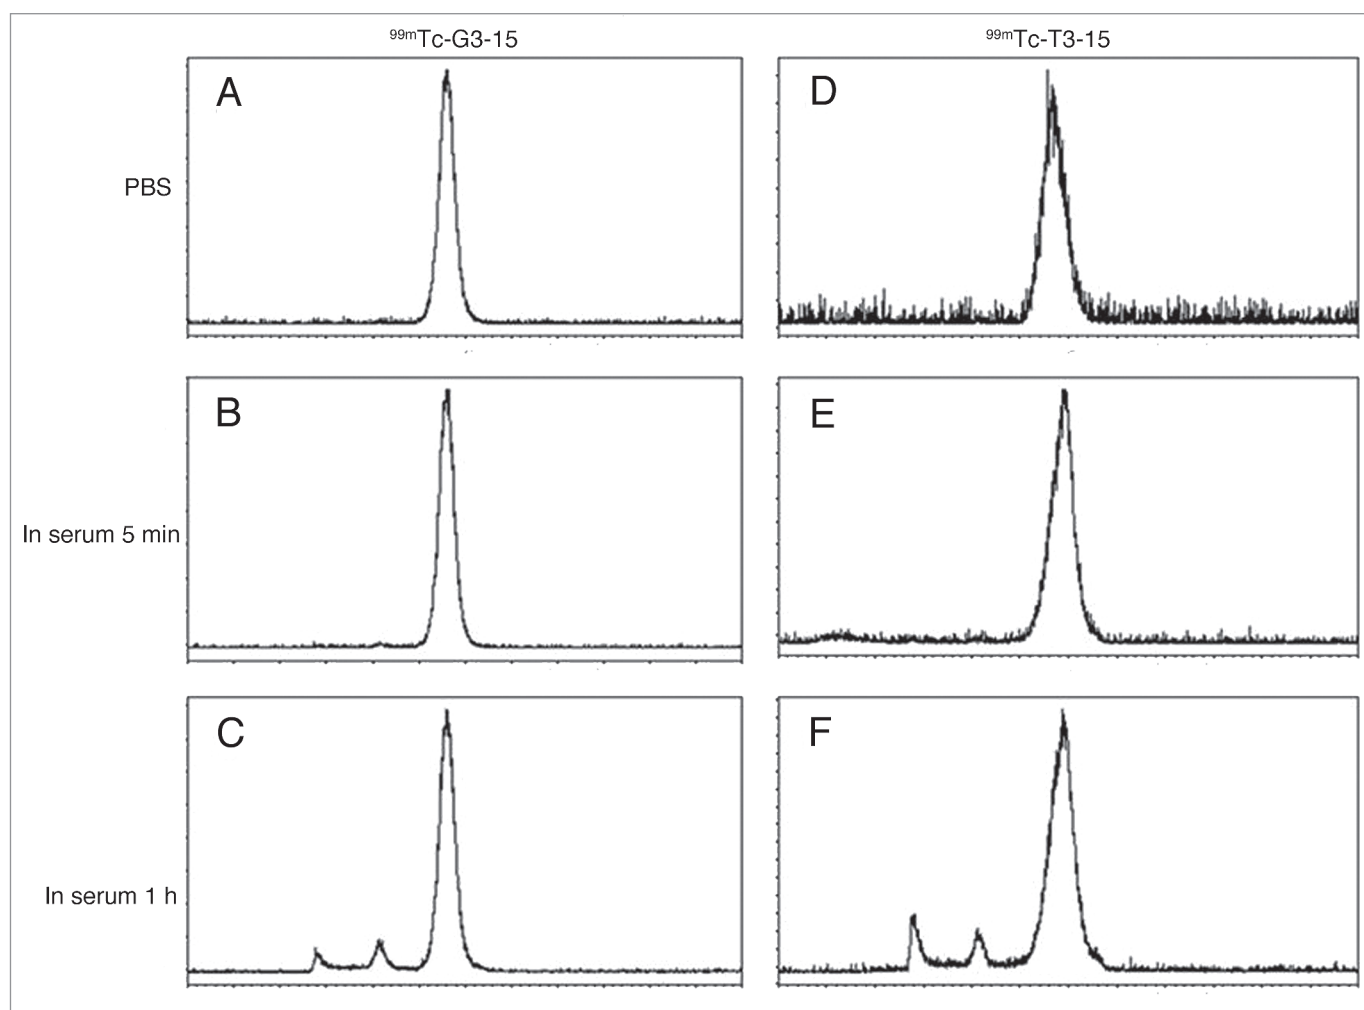 99mTc-G3-15
99mTc-T3-15
A
D
PBS
B
E
In serum 5 min
C
F
In serum 1 h